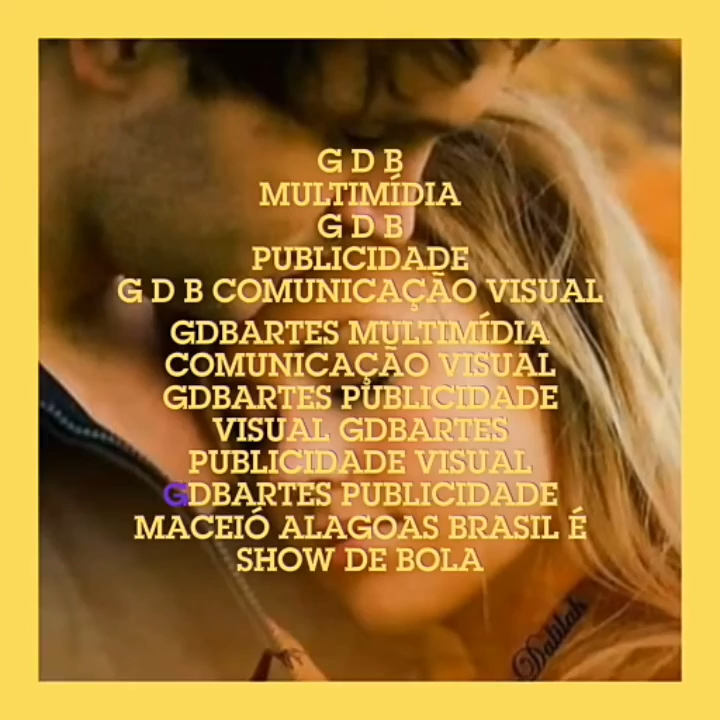 G D B
MULTIMÍDIA
G D B
PUBLICIDADE
G D B COMUNICAÇÃO VISUAL
GDBARTES MULTIMÍDIA
COMUNICAÇÃO VISUAL
GDBARTES PUBLICIDADE
VISUAL GDBARTES
PUBLICIDADE VISUAL
GDBARTES PUBLICIDADE
MACEIÓ ALAGOAS BRASIL É
SHOW DE BOLA
Dalilah